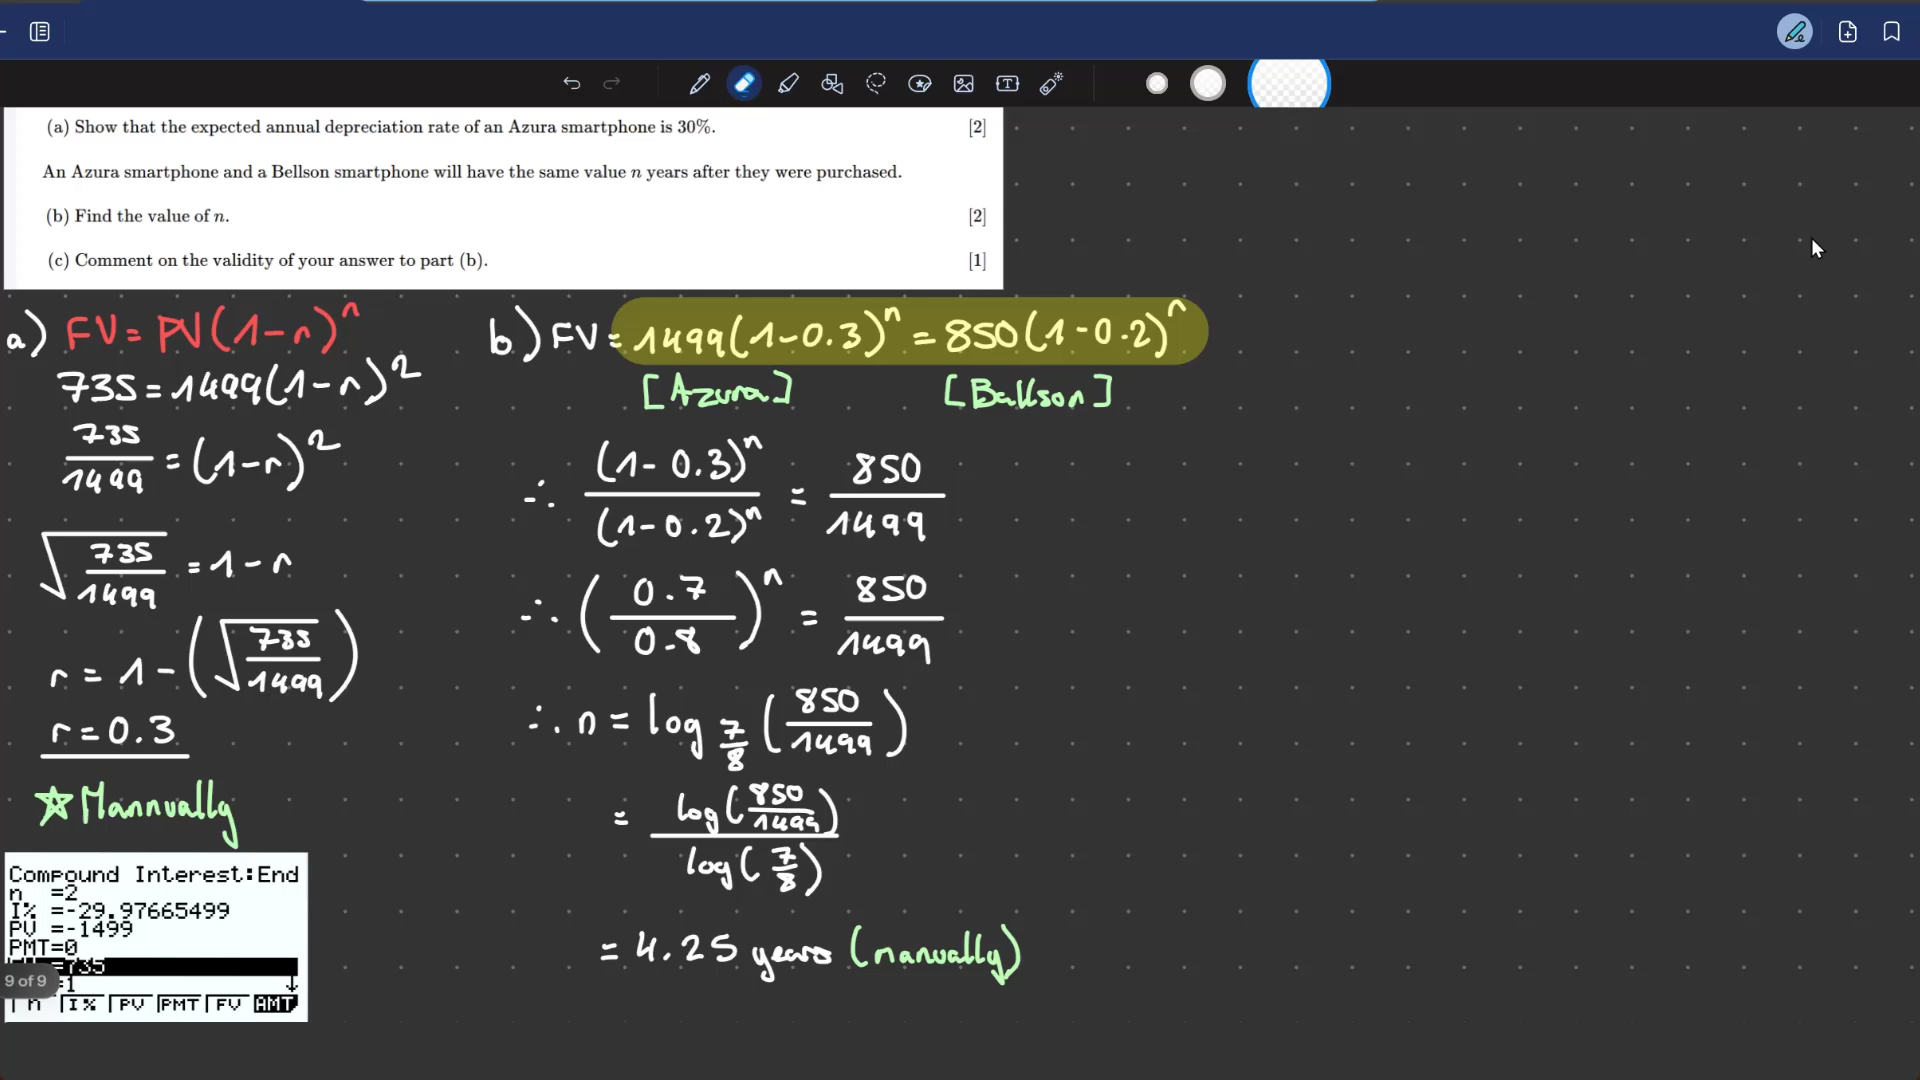 (a) Show that the expected annual depreciation rate of an Azura smartphone is 30%. [2]
An Azura smartphone and a Bellson smartphone will have the same value n years after they were purchased.
(b) Find the value of n. [2]
(c) Comment on the validity of your answer to part (b). [1]
a) FV = PV(1-r)^n
735 = 1499(1-r)^2
735/1499 = (1-r)^2
√(735/1499) = 1-r
r = 1-(√(735/1499))
r = 0.3
☆Mannually
Compound Interest:End
n =2
I% =-29.97665499
PV =-1499
PMT=0
=735
=1
n I% PV PMT FV AMT
9 of 9
b) FV = 1499(1-0.3)^n = 850(1-0.2)^n
[Azura] [Ballson]
∴ (1-0.3)^n/(1-0.2)^n = 850/1499
∴ (0.7/0.8)^n = 850/1499
∴ n = log_7/8 (850/1499)
= log(850/1499)/log(7/8)
= 4.25 years (manually)